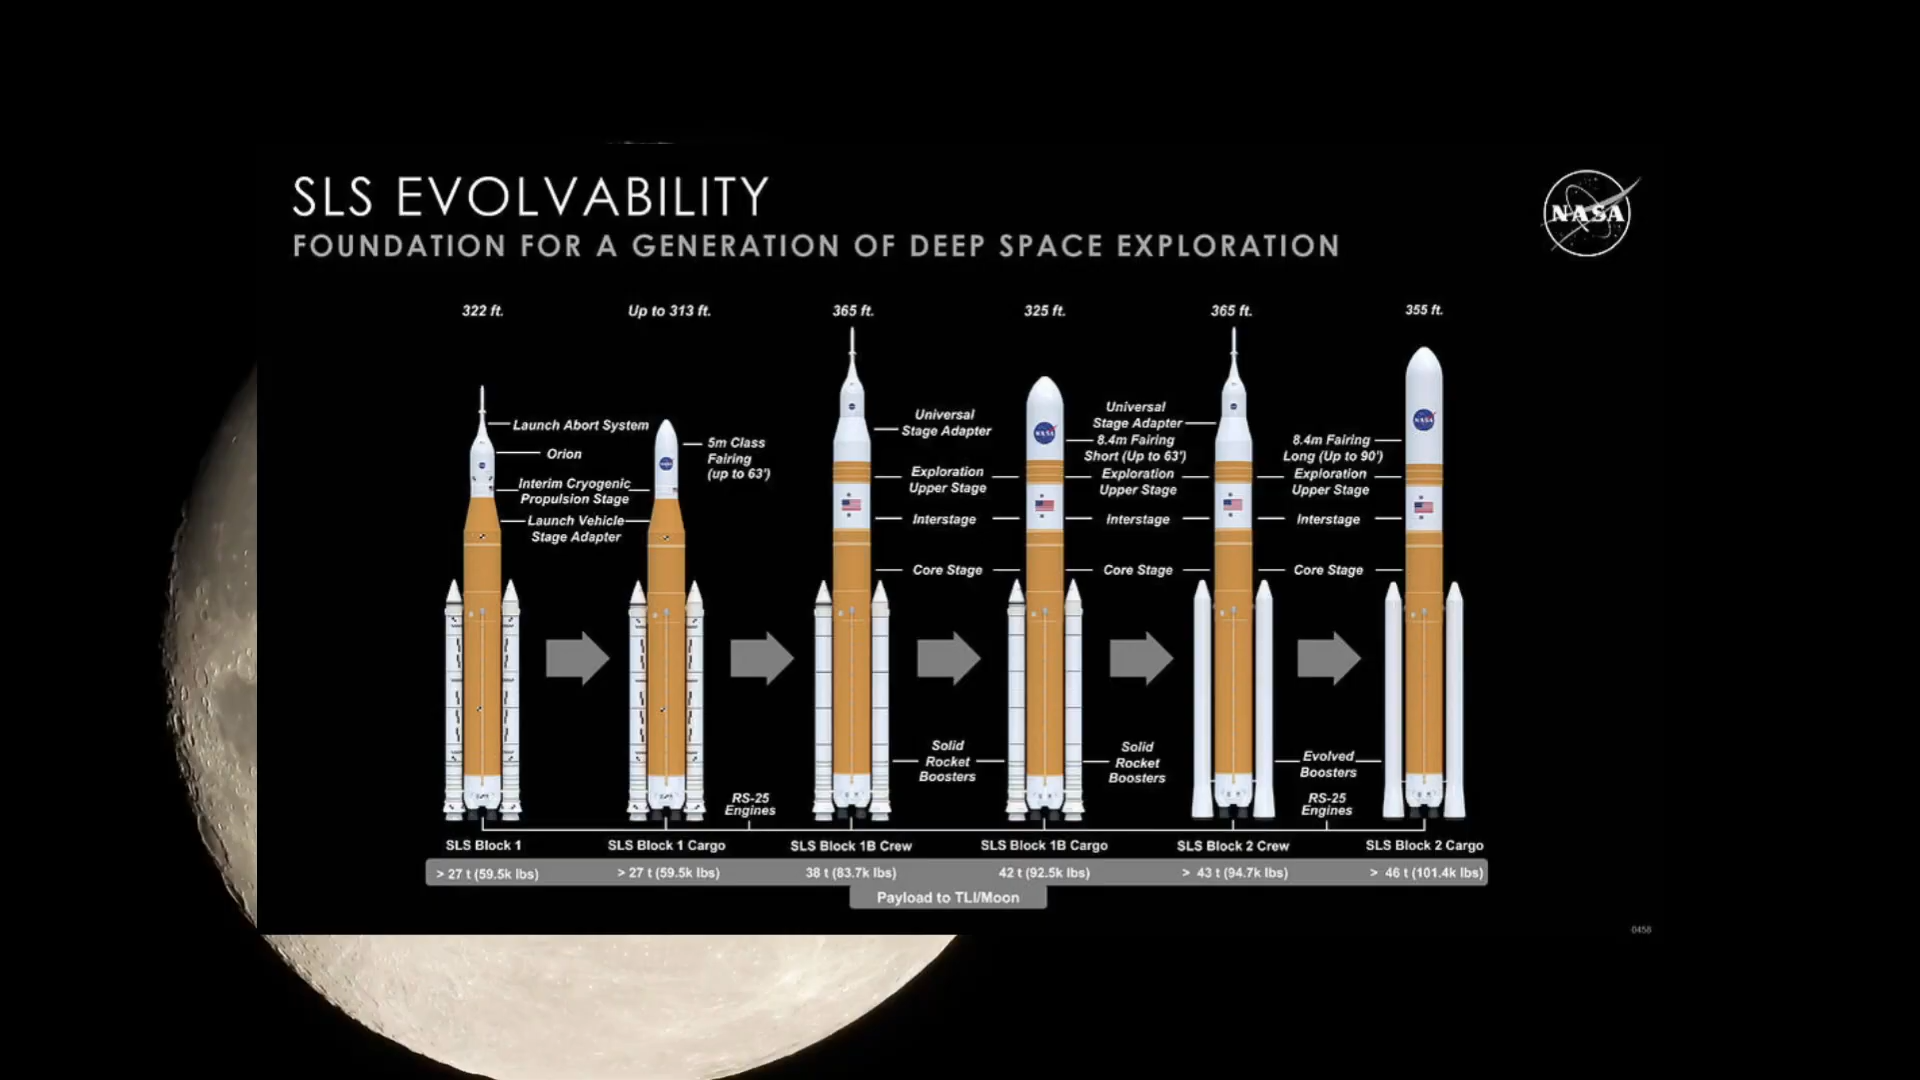 SLS EVOLVABILITY
FOUNDATION FOR A GENERATION OF DEEP SPACE EXPLORATION
NASA
322 ft.
Up to 313 ft.
365 ft.
325 ft.
365 ft.
355 ft.
Launch Abort System
Orion
Interim Cryogenic
Propulsion Stage
Launch Vehicle
Stage Adapter
5m Class
Fairing
(up to 63')
Universal
Stage Adapter
Exploration
Upper Stage
Interstage
Core Stage
Solid
Rocket
Boosters
Universal
Stage Adapter
8.4m Fairing
Short (Up to 63')
Exploration
Upper Stage
Interstage
Core Stage
Solid
Rocket
Boosters
8.4m Fairing
Long (Up to 90')
Exploration
Upper Stage
Interstage
Core Stage
Evolved
Boosters
RS-25
Engines
RS-25
Engines
SLS Block 1
SLS Block 1 Cargo
SLS Block 1B Crew
SLS Block 1B Cargo
SLS Block 2 Crew
SLS Block 2 Cargo
> 27 t (59.5k lbs)
> 27 t (59.5k lbs)
38 t (83.7k lbs)
42 t (92.5k lbs)
> 43 t (94.7k lbs)
> 46 t (101.4k lbs)
Payload to TLI/Moon
0458